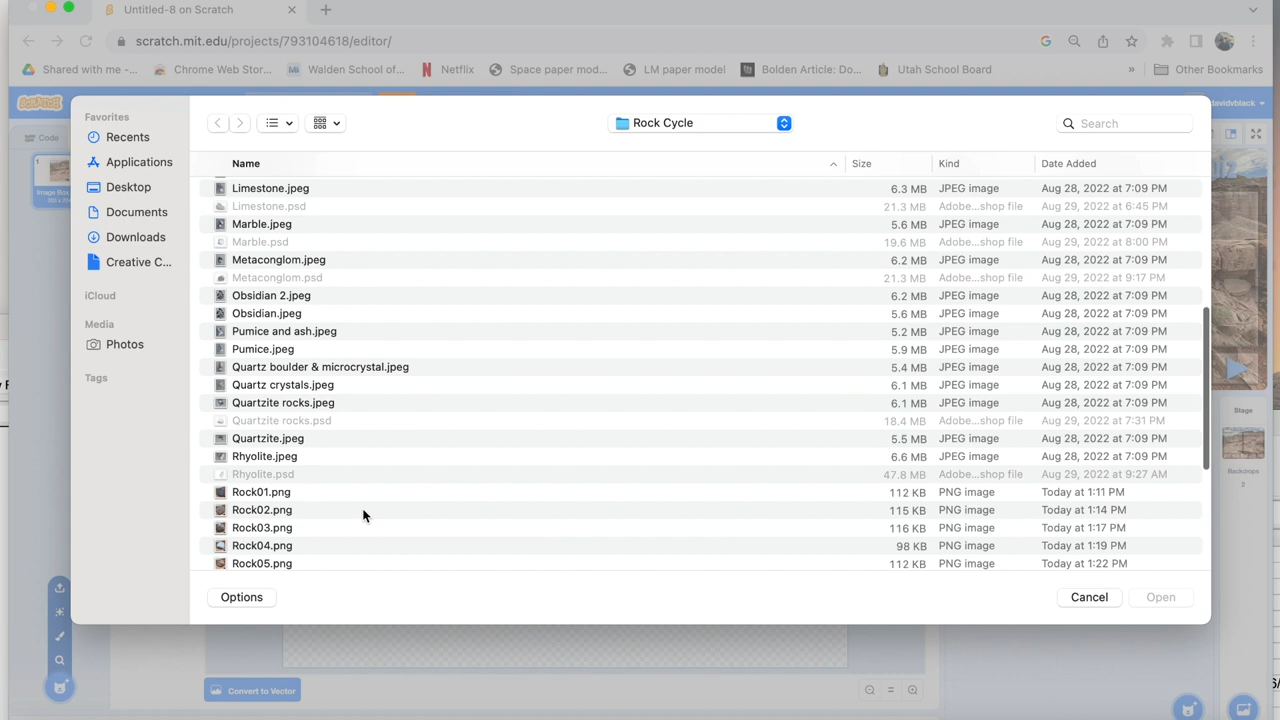 Untitled-8 on Scratch
scratch.mit.edu/projects/793104618/editor/
Shared with me -... Chrome Web Stor... Walden School of... Netflix Space paper mod... LM paper model Bolden Article: Do... Utah School Board » Other Bookmarks
SCRATCH davidvblack
Code
Favorites
Recents
Applications
Desktop
Documents
Downloads
Creative C...
iCloud
Media
Photos
Tags
Rock Cycle
Search
Name Size Kind Date Added
Limestone.jpeg 6.3 MB JPEG image Aug 28, 2022 at 7:09 PM
Limestone.psd 21.3 MB Adobe...shop file Aug 29, 2022 at 6:45 PM
Marble.jpeg 5.6 MB JPEG image Aug 28, 2022 at 7:09 PM
Marble.psd 19.6 MB Adobe...shop file Aug 29, 2022 at 8:00 PM
Metaconglom.jpeg 6.2 MB JPEG image Aug 28, 2022 at 7:09 PM
Metaconglom.psd 21.3 MB Adobe...shop file Aug 29, 2022 at 9:17 PM
Obsidian 2.jpeg 6.2 MB JPEG image Aug 28, 2022 at 7:09 PM
Obsidian.jpeg 5.6 MB JPEG image Aug 28, 2022 at 7:09 PM
Pumice and ash.jpeg 5.2 MB JPEG image Aug 28, 2022 at 7:09 PM
Pumice.jpeg 5.9 MB JPEG image Aug 28, 2022 at 7:09 PM
Quartz boulder & microcrystal.jpeg 5.4 MB JPEG image Aug 28, 2022 at 7:09 PM
Quartz crystals.jpeg 6.1 MB JPEG image Aug 28, 2022 at 7:09 PM
Quartzite rocks.jpeg 6.1 MB JPEG image Aug 28, 2022 at 7:09 PM
Quartzite rocks.psd 18.4 MB Adobe...shop file Aug 29, 2022 at 7:31 PM
Quartzite.jpeg 5.5 MB JPEG image Aug 28, 2022 at 7:09 PM
Rhyolite.jpeg 6.6 MB JPEG image Aug 28, 2022 at 7:09 PM
Rhyolite.psd 47.8 MB Adobe...shop file Aug 29, 2022 at 9:27 AM
Rock01.png 112 KB PNG image Today at 1:11 PM
Rock02.png 115 KB PNG image Today at 1:14 PM
Rock03.png 116 KB PNG image Today at 1:17 PM
Rock04.png 98 KB PNG image Today at 1:19 PM
Rock05.png 112 KB PNG image Today at 1:22 PM
Options Cancel Open
1
Image Box
Stage
Backdrops
2
Convert to Vector